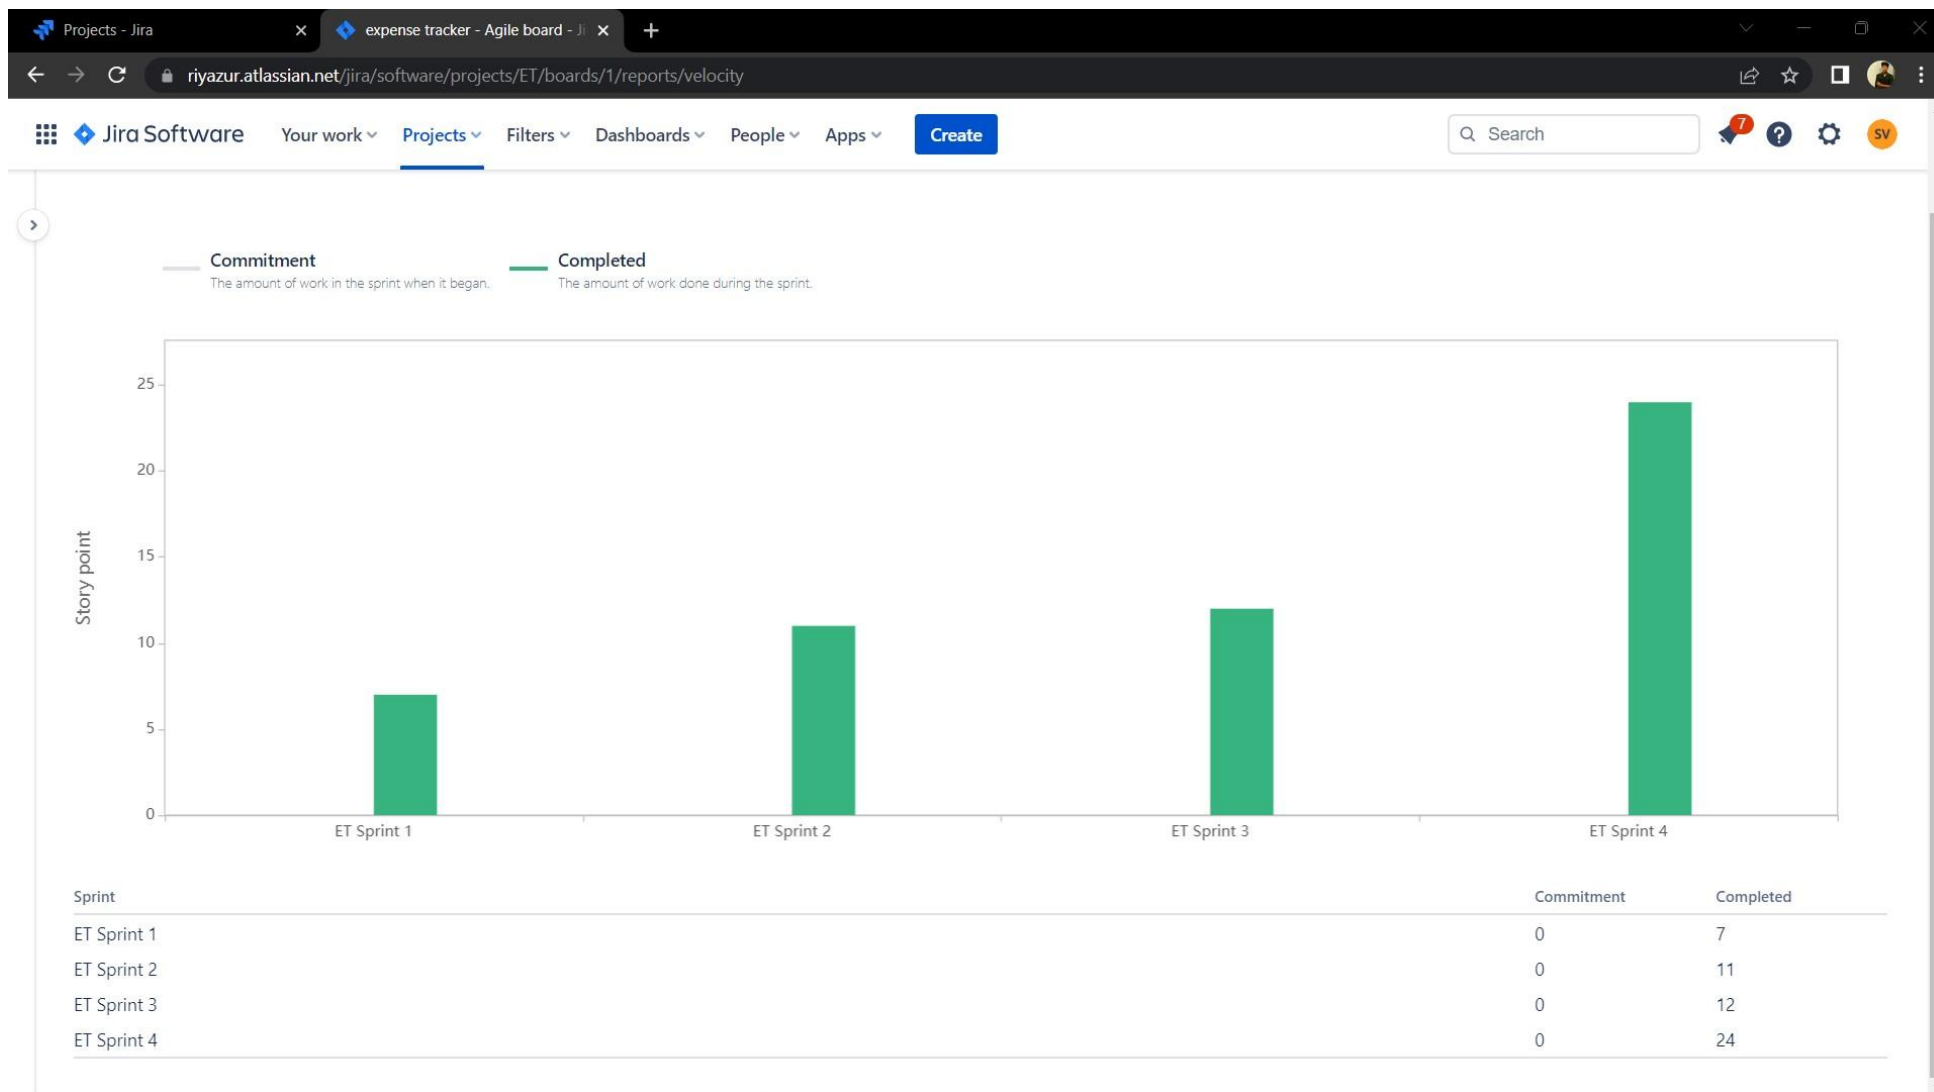 Projects - Jira
expense tracker - Agile board - Ji
riyazur.atlassian.net/jira/software/projects/ET/boards/1/reports/velocity
Jira Software Your work Projects Filters Dashboards People Apps Create Search 7 ? SV
Commitment
The amount of work in the sprint when it began.
Completed
The amount of work done during the sprint.
25
20
15
10
5
0
Story point
ET Sprint 1 ET Sprint 2 ET Sprint 3 ET Sprint 4
Sprint Commitment Completed
ET Sprint 1 0 7
ET Sprint 2 0 11
ET Sprint 3 0 12
ET Sprint 4 0 24